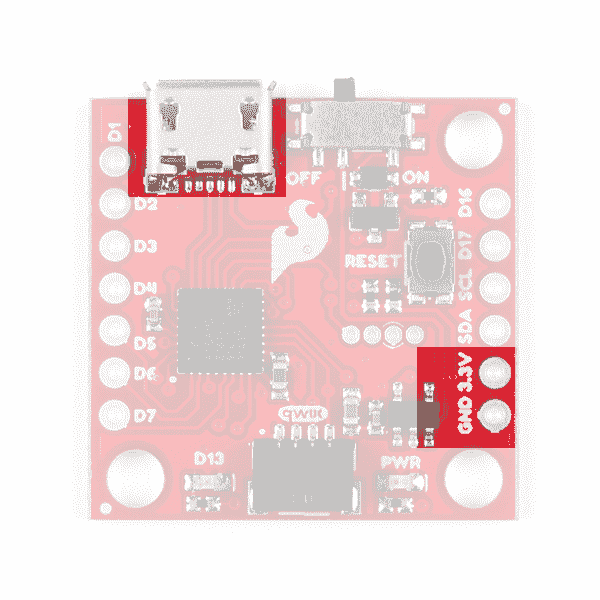 D1
OFF
ON
D2
D16
D3
D17
RESET
D4
SCL
D5
SDA
D6
3.3V
D7
GND
qwiic
D13
PWR